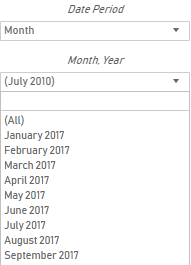 Date Period
Month
Month, Year
(July 2010)
(All)
January 2017
February 2017
March 2017
April 2017
May 2017
June 2017
July 2017
August 2017
September 2017